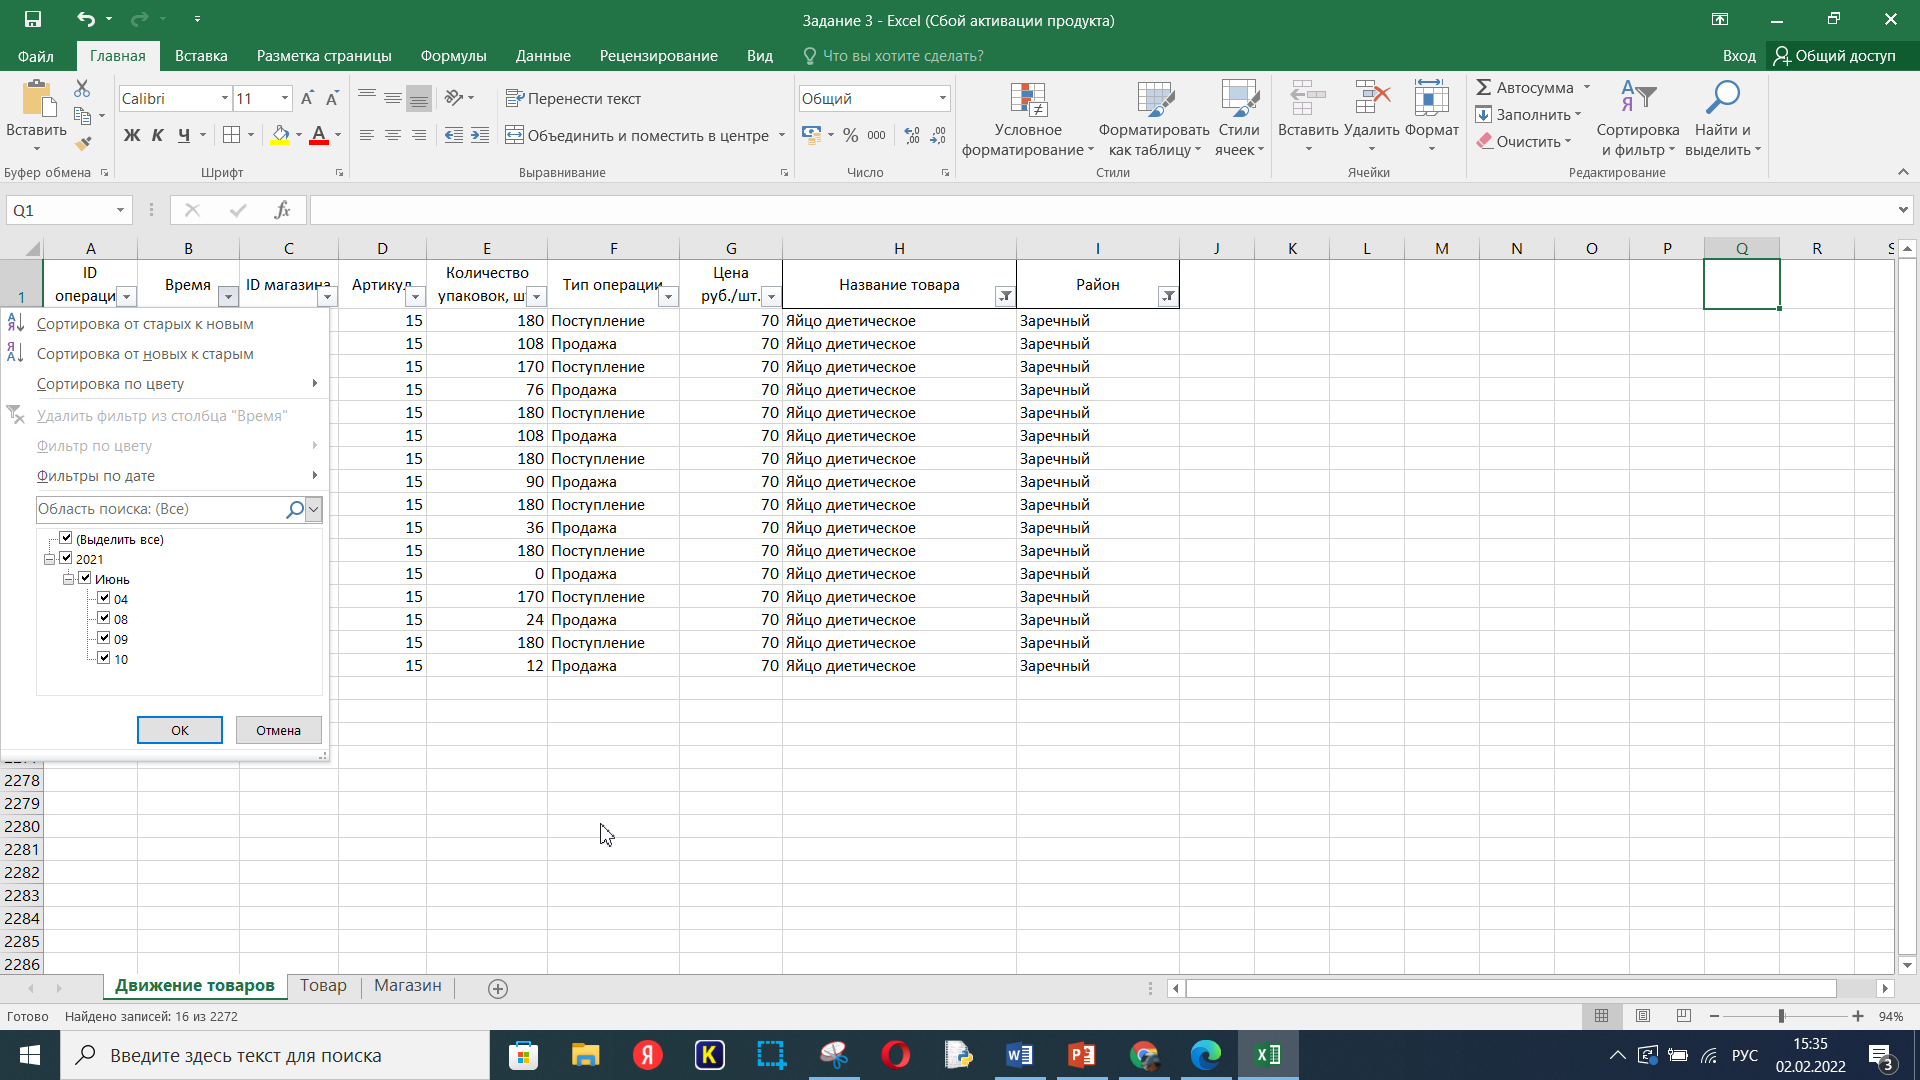 Задание 3 - Excel (Сбой активации продукта)
Файл Главная Вставка Разметка страницы Формулы Данные Рецензирование Вид Что вы хотите сделать? Вход Общий доступ
Вставить
Calibri 11
Ж К Ч А
Перенести текст
Объединить и поместить в центре
Общий
% 000
Условное форматирование
Форматировать как таблицу
Стили ячеек
Вставить Удалить Формат
Автосумма
Заполнить
Очистить
Сортировка и фильтр
Найти и выделить
Буфер обмена Шрифт Выравнивание Число Стили Ячейки Редактирование
Q1 fx
A B C D E F G H I J K L M N O P Q R S
1 ID операци Время ID магазина Артикул Количество упаковок, ш Тип операции Цена руб./шт. Название товара Район
15 180 Поступление 70 Яйцо диетическое Заречный
15 108 Продажа 70 Яйцо диетическое Заречный
15 170 Поступление 70 Яйцо диетическое Заречный
15 76 Продажа 70 Яйцо диетическое Заречный
15 180 Поступление 70 Яйцо диетическое Заречный
15 108 Продажа 70 Яйцо диетическое Заречный
15 180 Поступление 70 Яйцо диетическое Заречный
15 90 Продажа 70 Яйцо диетическое Заречный
15 180 Поступление 70 Яйцо диетическое Заречный
15 36 Продажа 70 Яйцо диетическое Заречный
15 180 Поступление 70 Яйцо диетическое Заречный
15 0 Продажа 70 Яйцо диетическое Заречный
15 170 Поступление 70 Яйцо диетическое Заречный
15 24 Продажа 70 Яйцо диетическое Заречный
15 180 Поступление 70 Яйцо диетическое Заречный
15 12 Продажа 70 Яйцо диетическое Заречный
Сортировка от старых к новым
Сортировка от новых к старым
Сортировка по цвету
Удалить фильтр из столбца "Время"
Фильтр по цвету
Фильтры по дате
Область поиска: (Все)
(Выделить все)
2021
Июнь
04
08
09
10
ОК Отмена
2278
2279
2280
2281
2282
2283
2284
2285
2286
Движение товаров Товар Магазин
Готово Найдено записей: 16 из 2272 94%
Введите здесь текст для поиска
РУС 15:35
02.02.2022
3